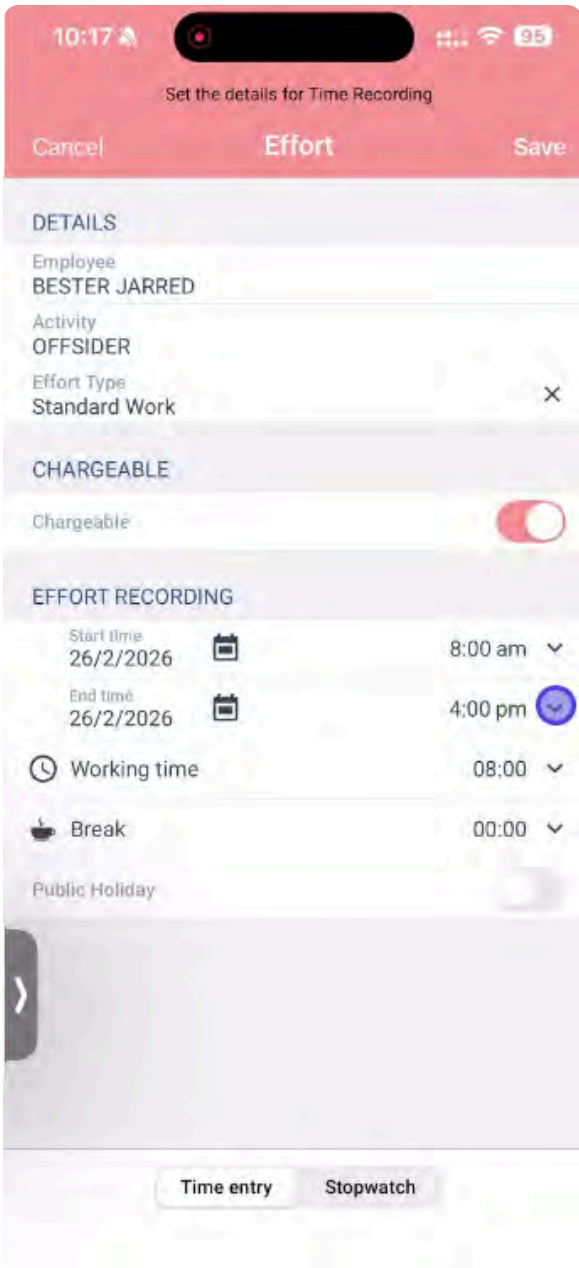 10:17
95
Set the details for Time Recording
Cancel Effort Save
DETAILS
Employee
BESTER JARRED
Activity
OFFSIDER
Effort Type
Standard Work
CHARGEABLE
Chargeable
EFFORT RECORDING
Start time
26/2/2026 8:00 am
End time
26/2/2026 4:00 pm
Working time 08:00
Break 00:00
Public Holiday
Time entry Stopwatch